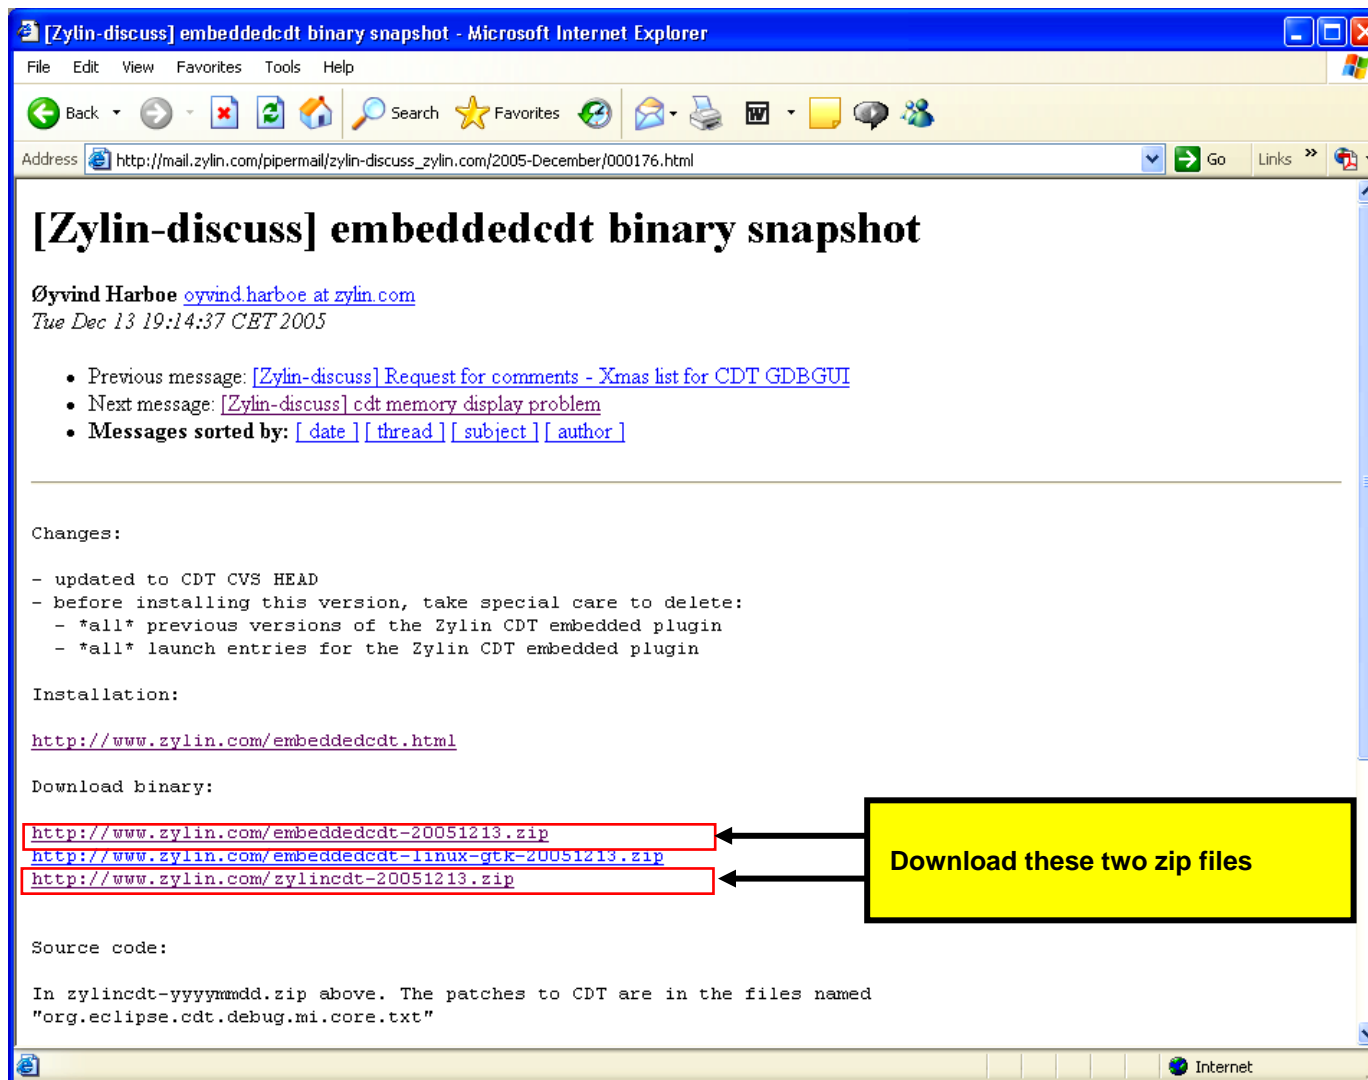 [Zylin-discuss] embeddedcdt binary snapshot - Microsoft Internet Explorer
File Edit View Favorites Tools Help
Back Search Favorites
Address http://mail.zylin.com/pipermail/zylin-discuss_zylin.com/2005-December/000176.html Go Links »
[Zylin-discuss] embeddedcdt binary snapshot
Øyvind Harboe oyvind.harboe at zylin.com
Tue Dec 13 19:14:37 CET 2005
• Previous message: [Zylin-discuss] Request for comments - Xmas list for CDT GDBGUI
• Next message: [Zylin-discuss] cdt memory display problem
• Messages sorted by: [ date ] [ thread ] [ subject ] [ author ]
Changes:
- updated to CDT CVS HEAD
- before installing this version, take special care to delete:
- *all* previous versions of the Zylin CDT embedded plugin
- *all* launch entries for the Zylin CDT embedded plugin
Installation:
http://www.zylin.com/embeddedcdt.html
Download binary:
http://www.zylin.com/embeddedcdt-20051213.zip
http://www.zylin.com/embeddedcdt-linux-gtk-20051213.zip
http://www.zylin.com/zylincdt-20051213.zip
Download these two zip files
Source code:
In zylincdt-yyyymmdd.zip above. The patches to CDT are in the files named
"org.eclipse.cdt.debug.mi.core.txt"
Internet